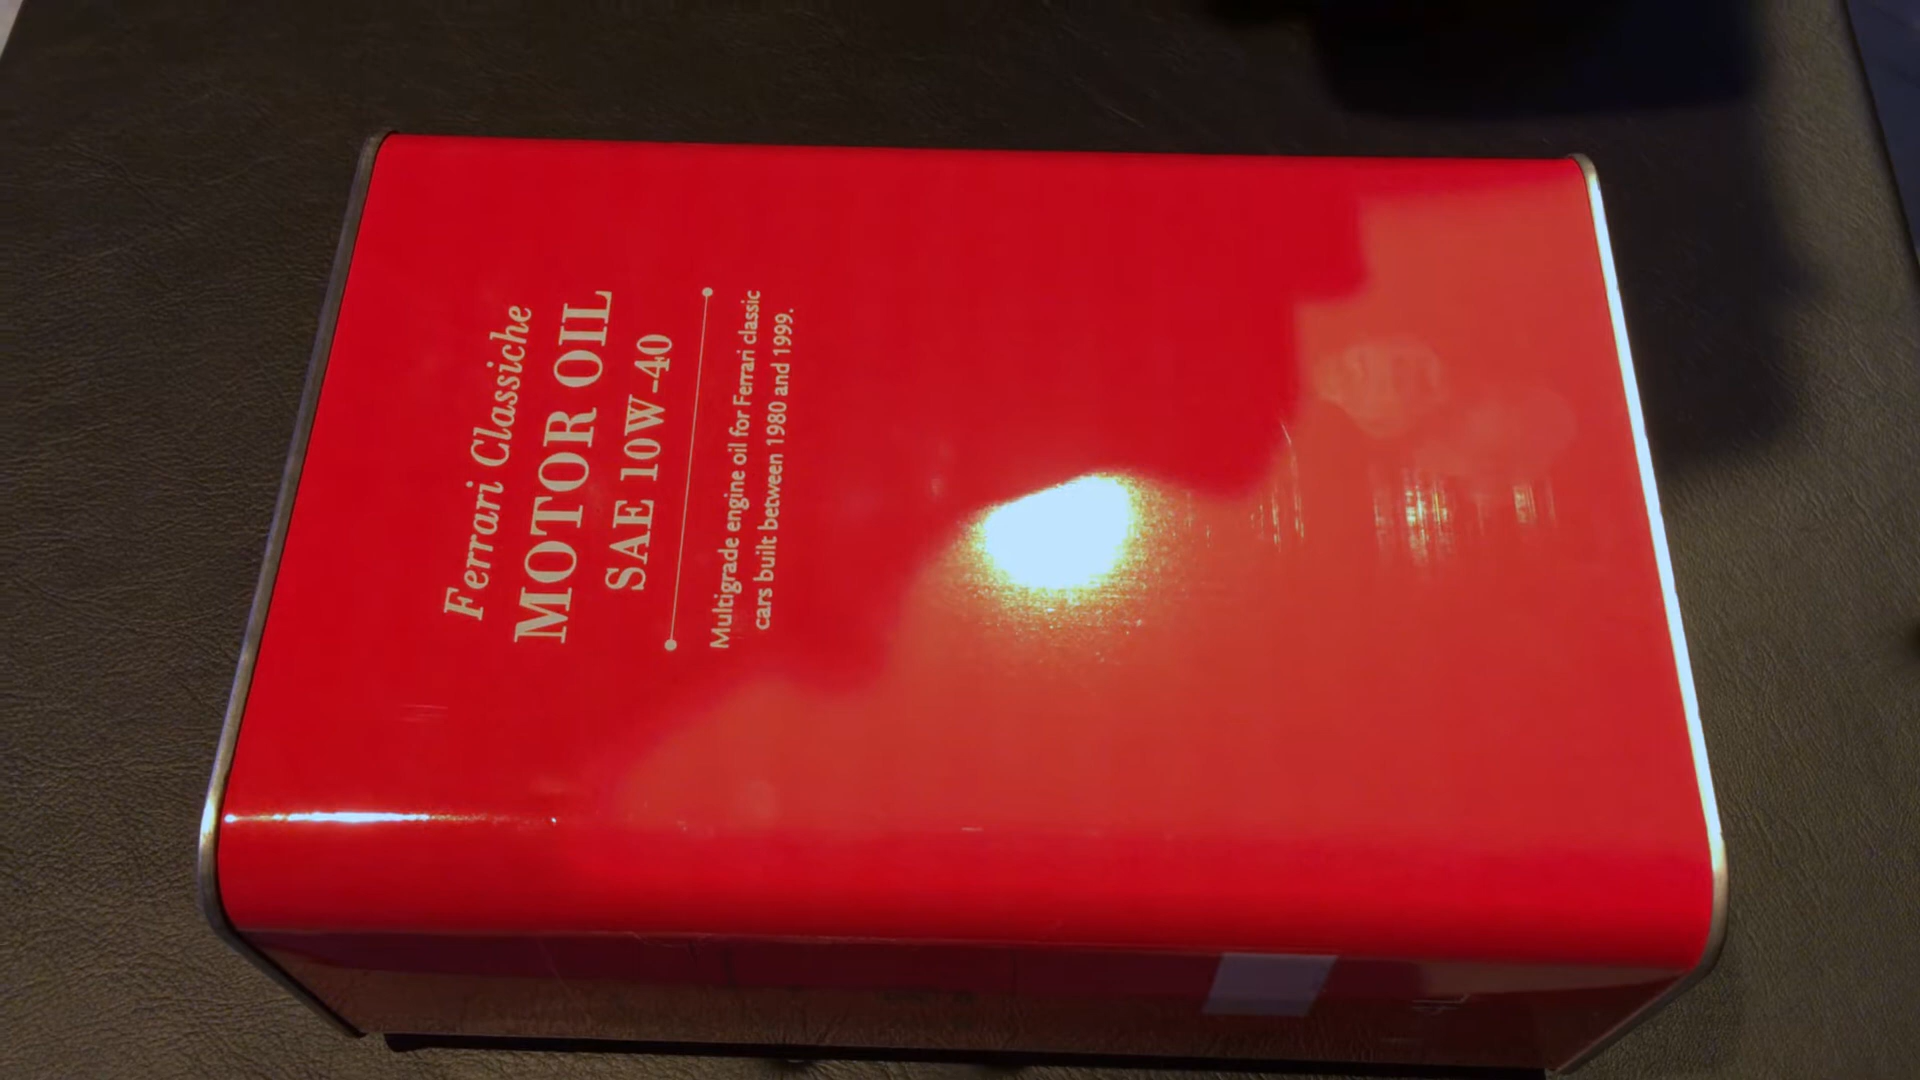 Ferrari Classiche
MOTOR OIL
SAE 10W-40
Multigrade engine oil for Ferrari classic
cars built between 1980 and 1999.